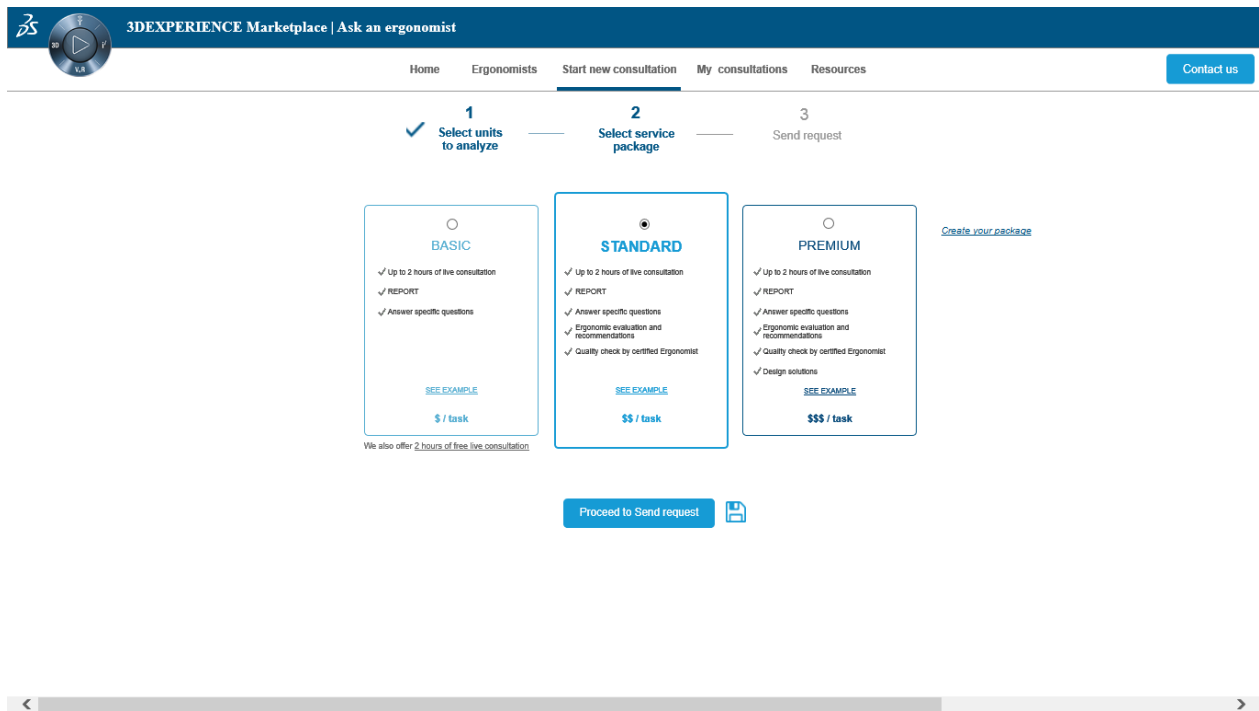 3DEXPERIENCE Marketplace | Ask an ergonomist
3D
V.R
Home Ergonomists Start new consultation My consultations Resources
Contact us
1
Select units
to analyze
2
Select service
package
3
Send request
BASIC
Up to 2 hours of live consultation
REPORT
Answer specific questions
SEE EXAMPLE
$ / task
We also offer 2 hours of free live consultation
STANDARD
Up to 2 hours of live consultation
REPORT
Answer specific questions
Ergonomic evaluation and
recommendations
Quality check by certified Ergonomist
SEE EXAMPLE
$$ / task
PREMIUM
Up to 2 hours of live consultation
REPORT
Answer specific questions
Ergonomic evaluation and
recommendations
Quality check by certified Ergonomist
Design solutions
SEE EXAMPLE
$$$ / task
Create your package
Proceed to Send request